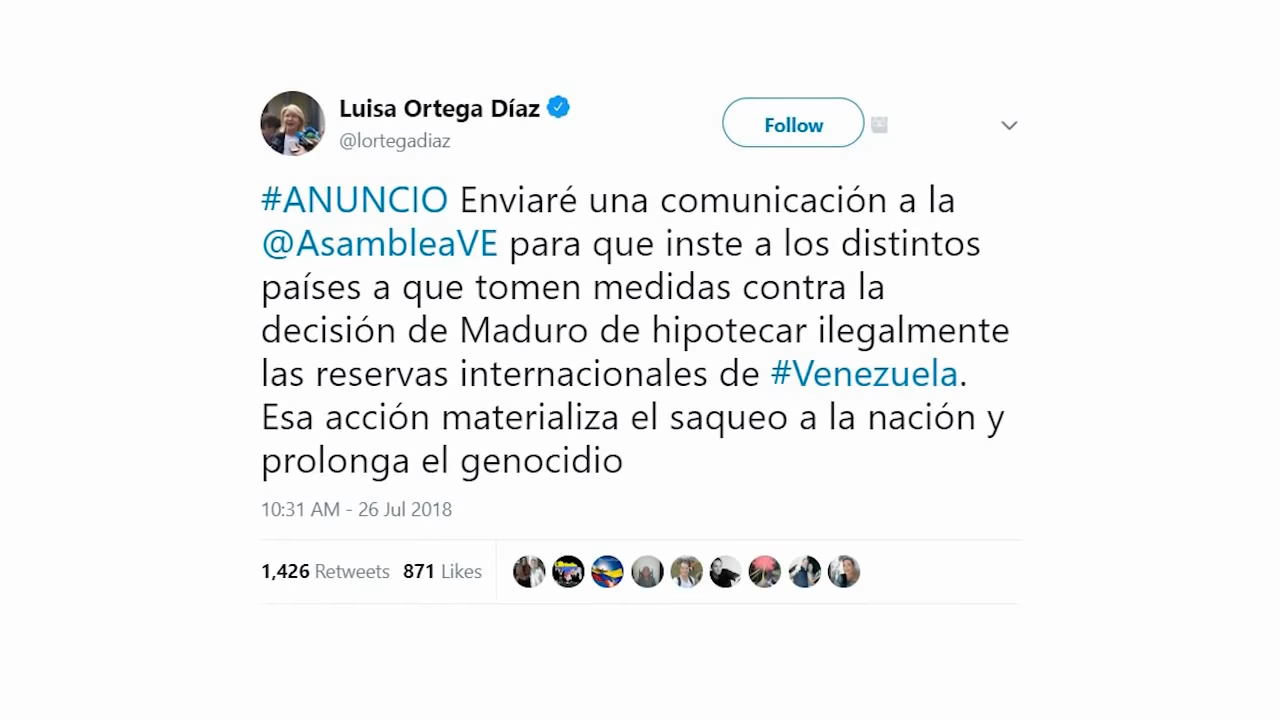 Luisa Ortega Díaz
@lortegadiaz
Follow
#ANUNCIO Enviaré una comunicación a la
@AsambleaVE para que inste a los distintos
países a que tomen medidas contra la
decisión de Maduro de hipotecar ilegalmente
las reservas internacionales de #Venezuela.
Esa acción materializa el saqueo a la nación y
prolonga el genocidio
10:31 AM - 26 Jul 2018
1,426 Retweets 871 Likes